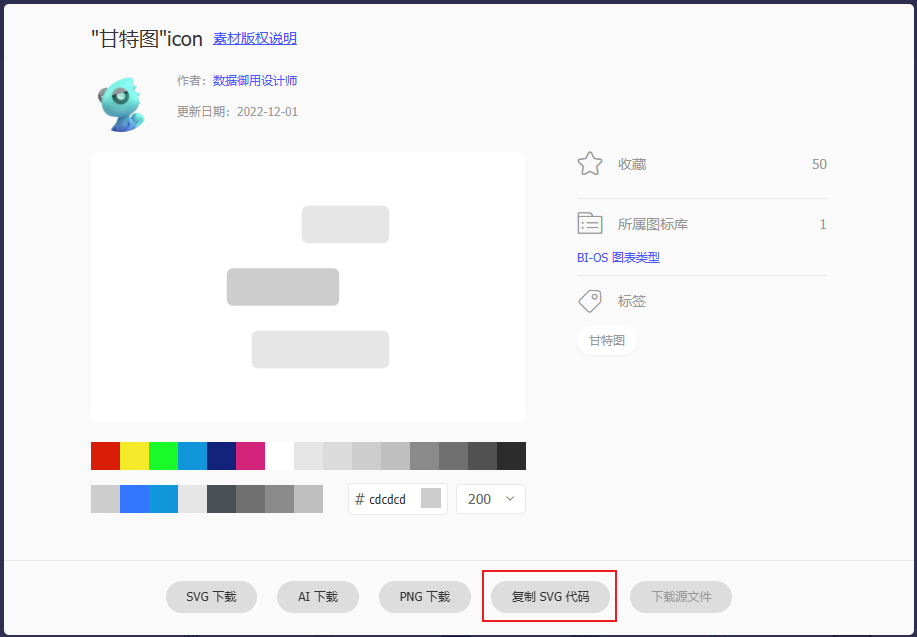 "甘特图"icon 素材版权说明
作者：数据御用设计师
更新日期：2022-12-01
收藏 50
所属图标库 1
BI-OS 图表类型
标签
甘特图
# cdcdcd 200
SVG 下载 AI 下载 PNG 下载 复制 SVG 代码 下载源文件